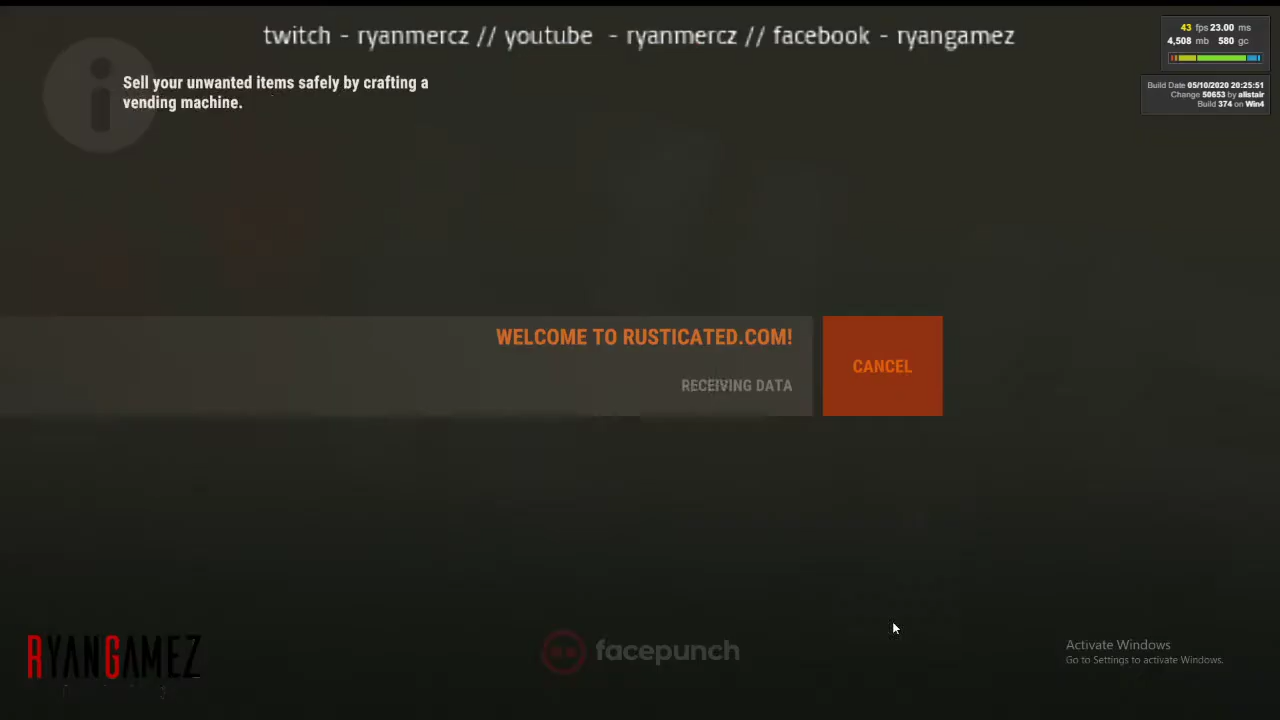 twitch - ryanmercz // youtube - ryanmercz // facebook - ryangamez
43 fps 23.00 ms
4,508 mb 580 gc
Sell your unwanted items safely by crafting a
vending machine.
Build Date 05/10/2020 20:25:51
Change 50653 by alistair
Build 374 on Win4
WELCOME TO RUSTICATED.COM!
RECEIVING DATA
CANCEL
RYANGAMEZ
facepunch
Activate Windows
Go to Settings to activate Windows.